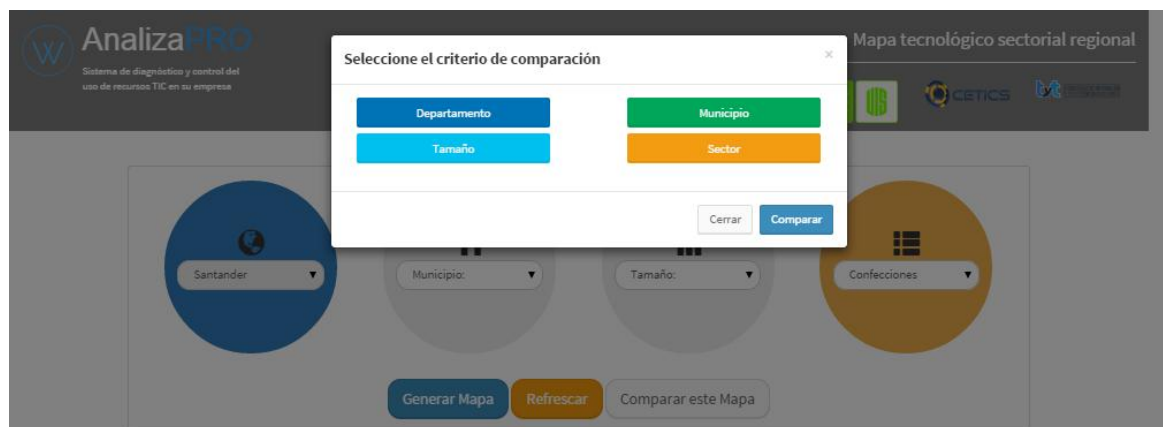 AnalizaPRO
Sistema de diagnóstico y control del
uso de recursos TIC en su empresa
Mapa tecnológico sectorial regional
CETICS
Seleccione el criterio de comparación
×
Departamento
Municipio
Tamaño
Sector
Cerrar
Comparar
Santander
Municipio:
Tamaño:
Confecciones
Generar Mapa
Refrescar
Comparar este Mapa